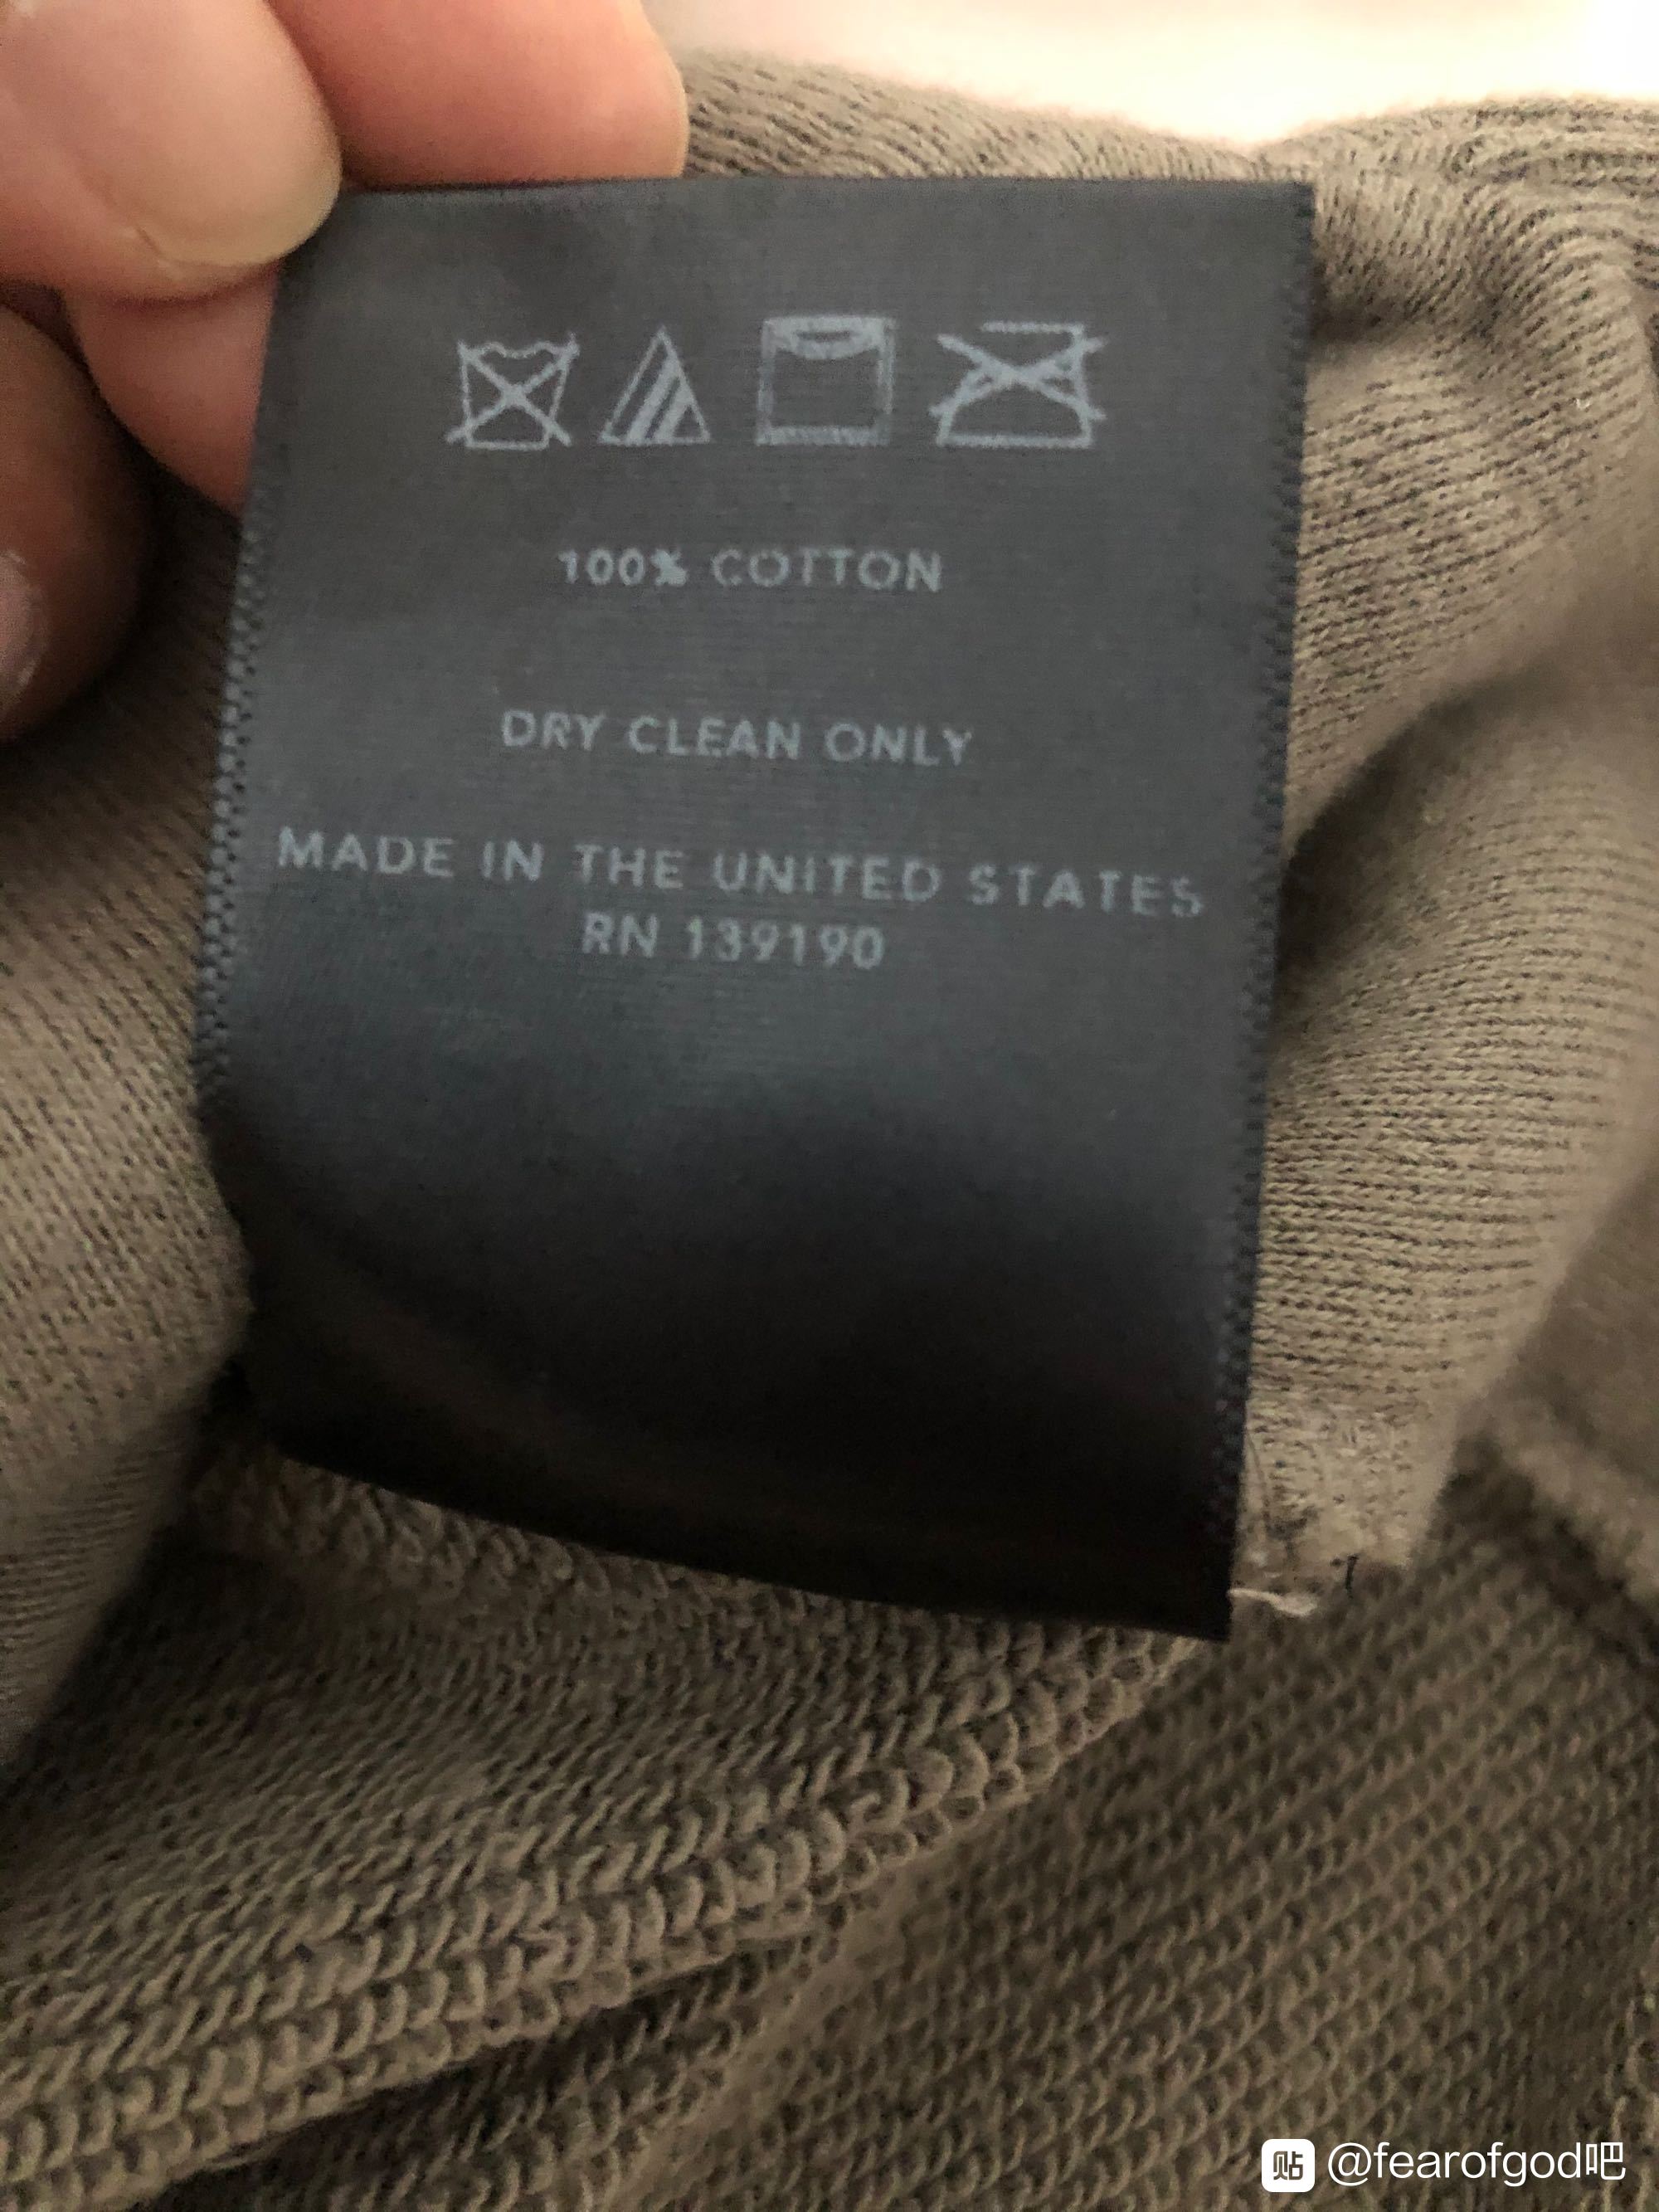 100% COTTON
DRY CLEAN ONLY
MADE IN THE UNITED STATES
RN 139190
贴 @fearofgod吧